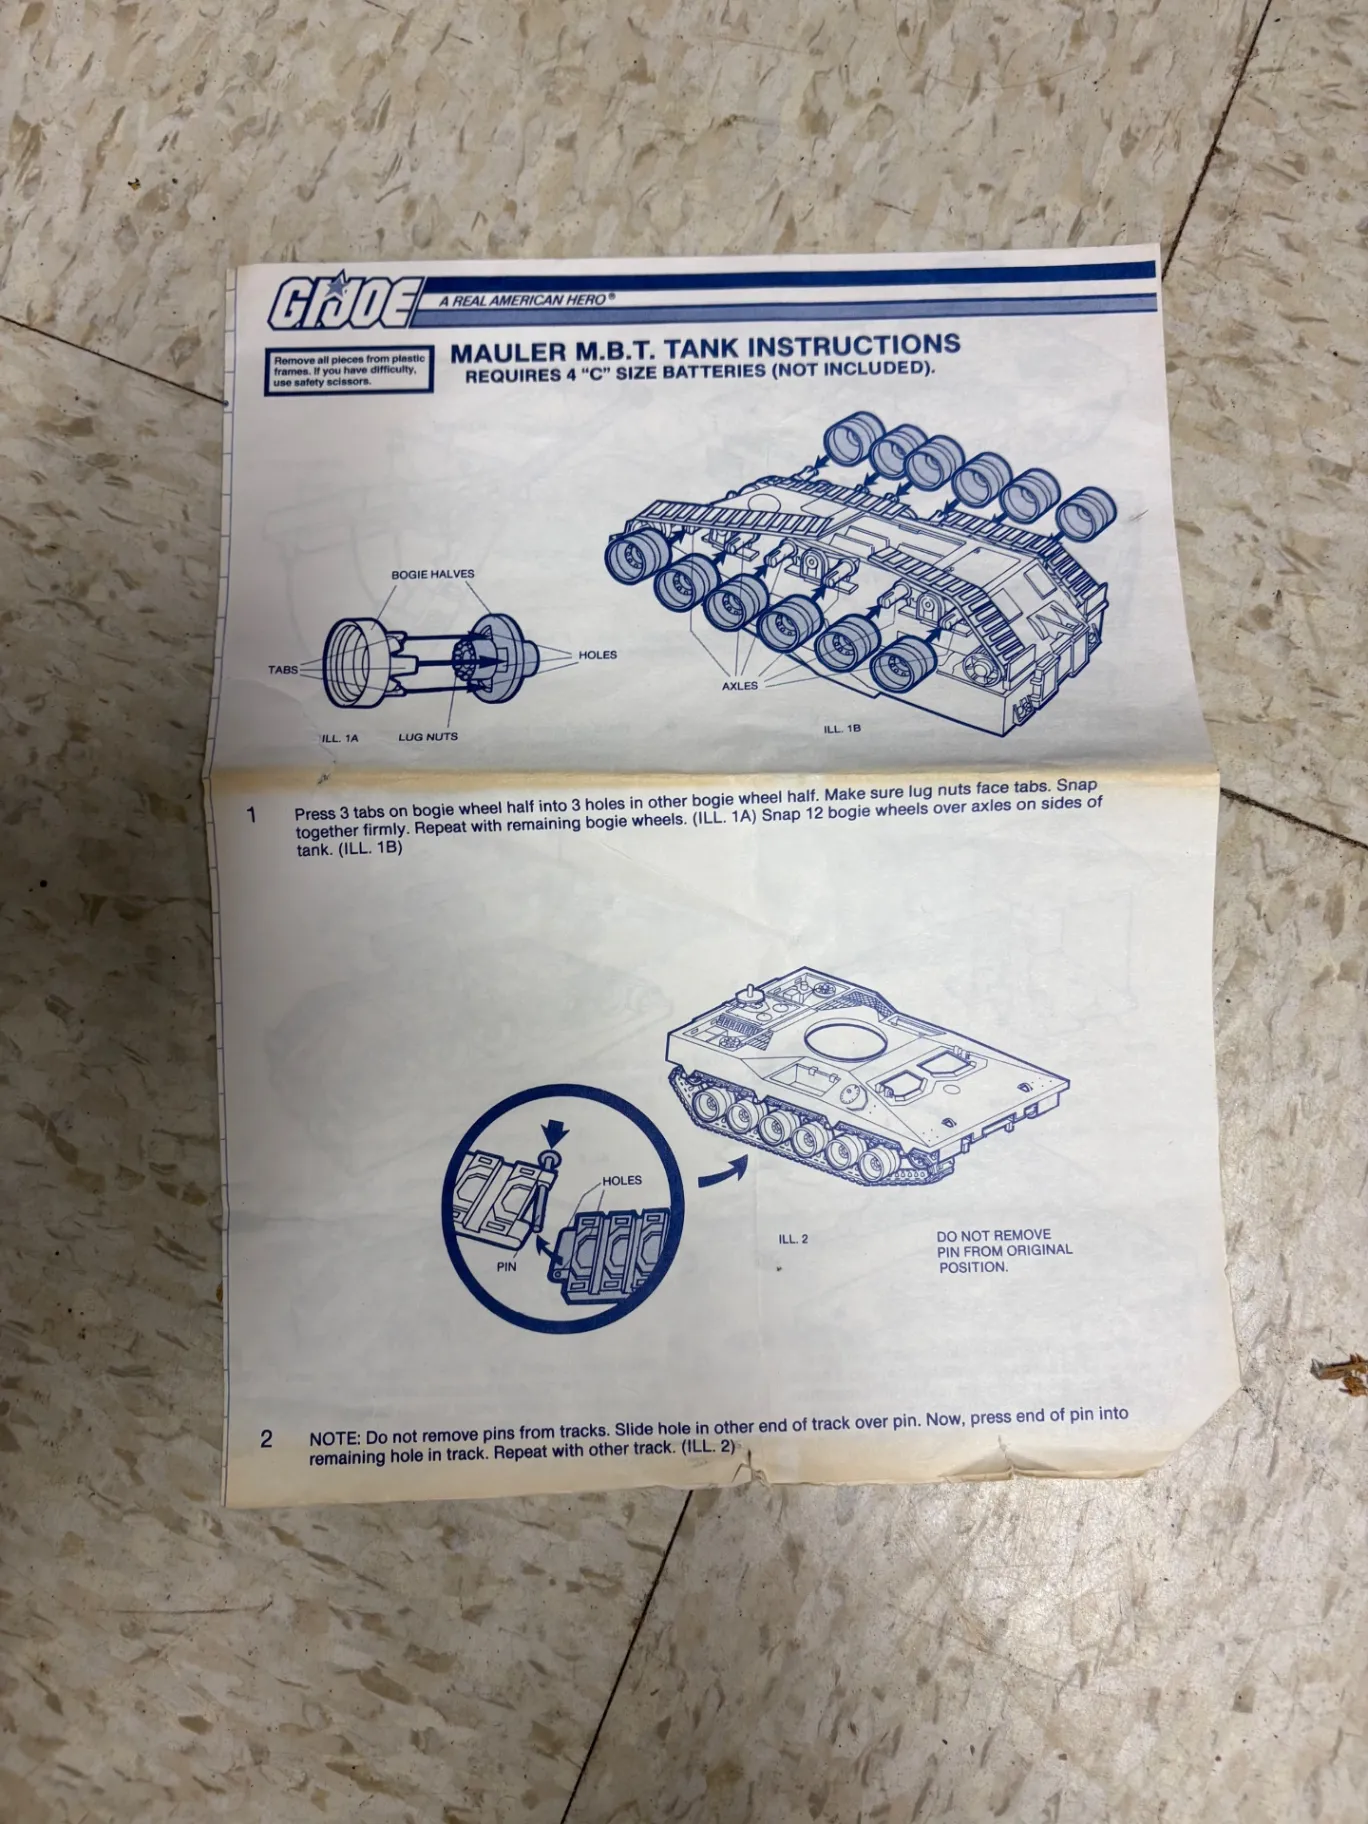 GI JOE
A REAL AMERICAN HERO®
Remove all pieces from plastic
frames. If you have difficulty,
use safety scissors.
MAULER M.B.T. TANK INSTRUCTIONS
REQUIRES 4 “C” SIZE BATTERIES (NOT INCLUDED).
BOGIE HALVES
TABS
HOLES
ILL. 1A
LUG NUTS
AXLES
ILL. 1B
1 Press 3 tabs on bogie wheel half into 3 holes in other bogie wheel half. Make sure lug nuts face tabs. Snap
together firmly. Repeat with remaining bogie wheels. (ILL. 1A) Snap 12 bogie wheels over axles on sides of
tank. (ILL. 1B)
HOLES
PIN
ILL. 2
DO NOT REMOVE
PIN FROM ORIGINAL
POSITION.
2 NOTE: Do not remove pins from tracks. Slide hole in other end of track over pin. Now, press end of pin into
remaining hole in track. Repeat with other track. (ILL. 2)